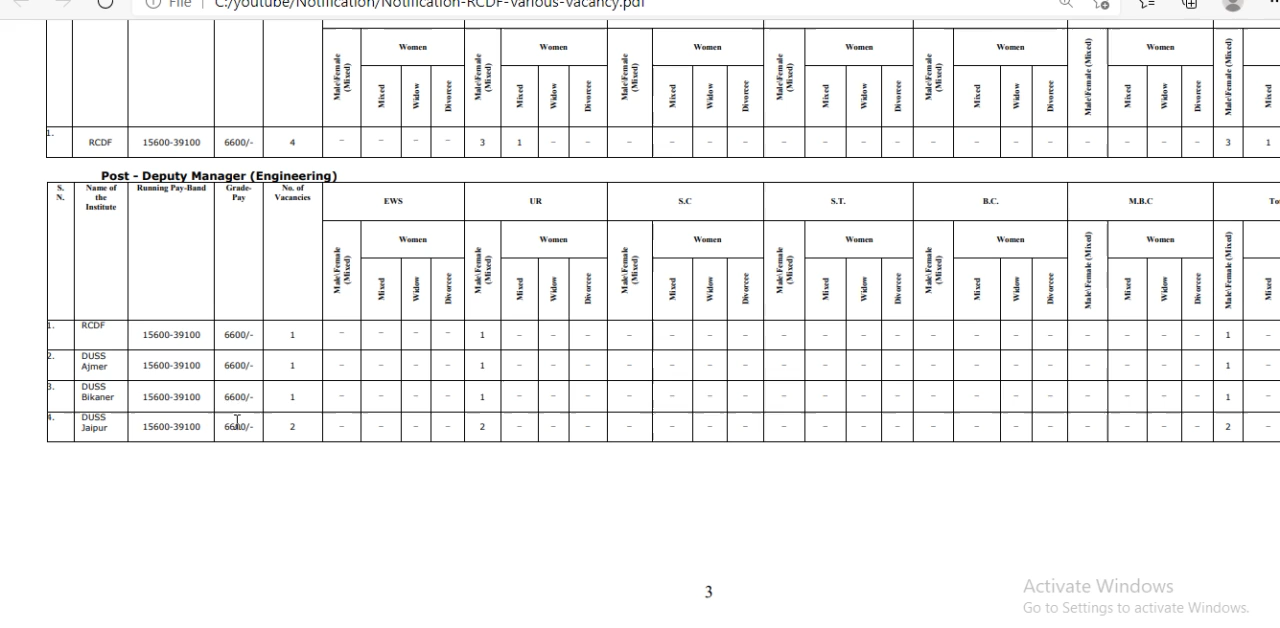 File | C:/youtube/Notification/Notification-RCDF-various-vacancy.pdf
Male\Female (Mixed) Women Male\Female (Mixed) Women Male\Female (Mixed) Women Male\Female (Mixed) Women Male\Female (Mixed) Women Male\Female (Mixed) Women Male\Female (Mixed)
Mixed Widow Divorcee Mixed Widow Divorcee Mixed Widow Divorcee Mixed Widow Divorcee Mixed Widow Divorcee Mixed Widow Divorcee Mixed
1. RCDF 15600-39100 6600/- 4 – – – – 3 1 – – – – – – – – – – – – – – – – 3 1
Post - Deputy Manager (Engineering)
S. N. Name of the Institute Running Pay-Band Grade-Pay No. of Vacancies EWS UR S.C S.T. B.C. M.B.C To
Male\Female (Mixed) Women Male\Female (Mixed) Women Male\Female (Mixed) Women Male\Female (Mixed) Women Male\Female (Mixed) Women Male\Female (Mixed) Women Male\Female (Mixed)
Mixed Widow Divorcee Mixed Widow Divorcee Mixed Widow Divorcee Mixed Widow Divorcee Mixed Widow Divorcee Mixed Widow Divorcee Mixed
1. RCDF 15600-39100 6600/- 1 – – – – 1 – – – – – – – – – – – – – – – – – – – 1 –
2. DUSS Ajmer 15600-39100 6600/- 1 – – – – 1 – – – – – – – – – – – – – – – – – – – 1 –
3. DUSS Bikaner 15600-39100 6600/- 1 – – – – 1 – – – – – – – – – – – – – – – – – – – 1 –
4. DUSS Jaipur 15600-39100 6600/- 2 – – – – 2 – – – – – – – – – – – – – – – – – – – 2 –
3
Activate Windows
Go to Settings to activate Windows.